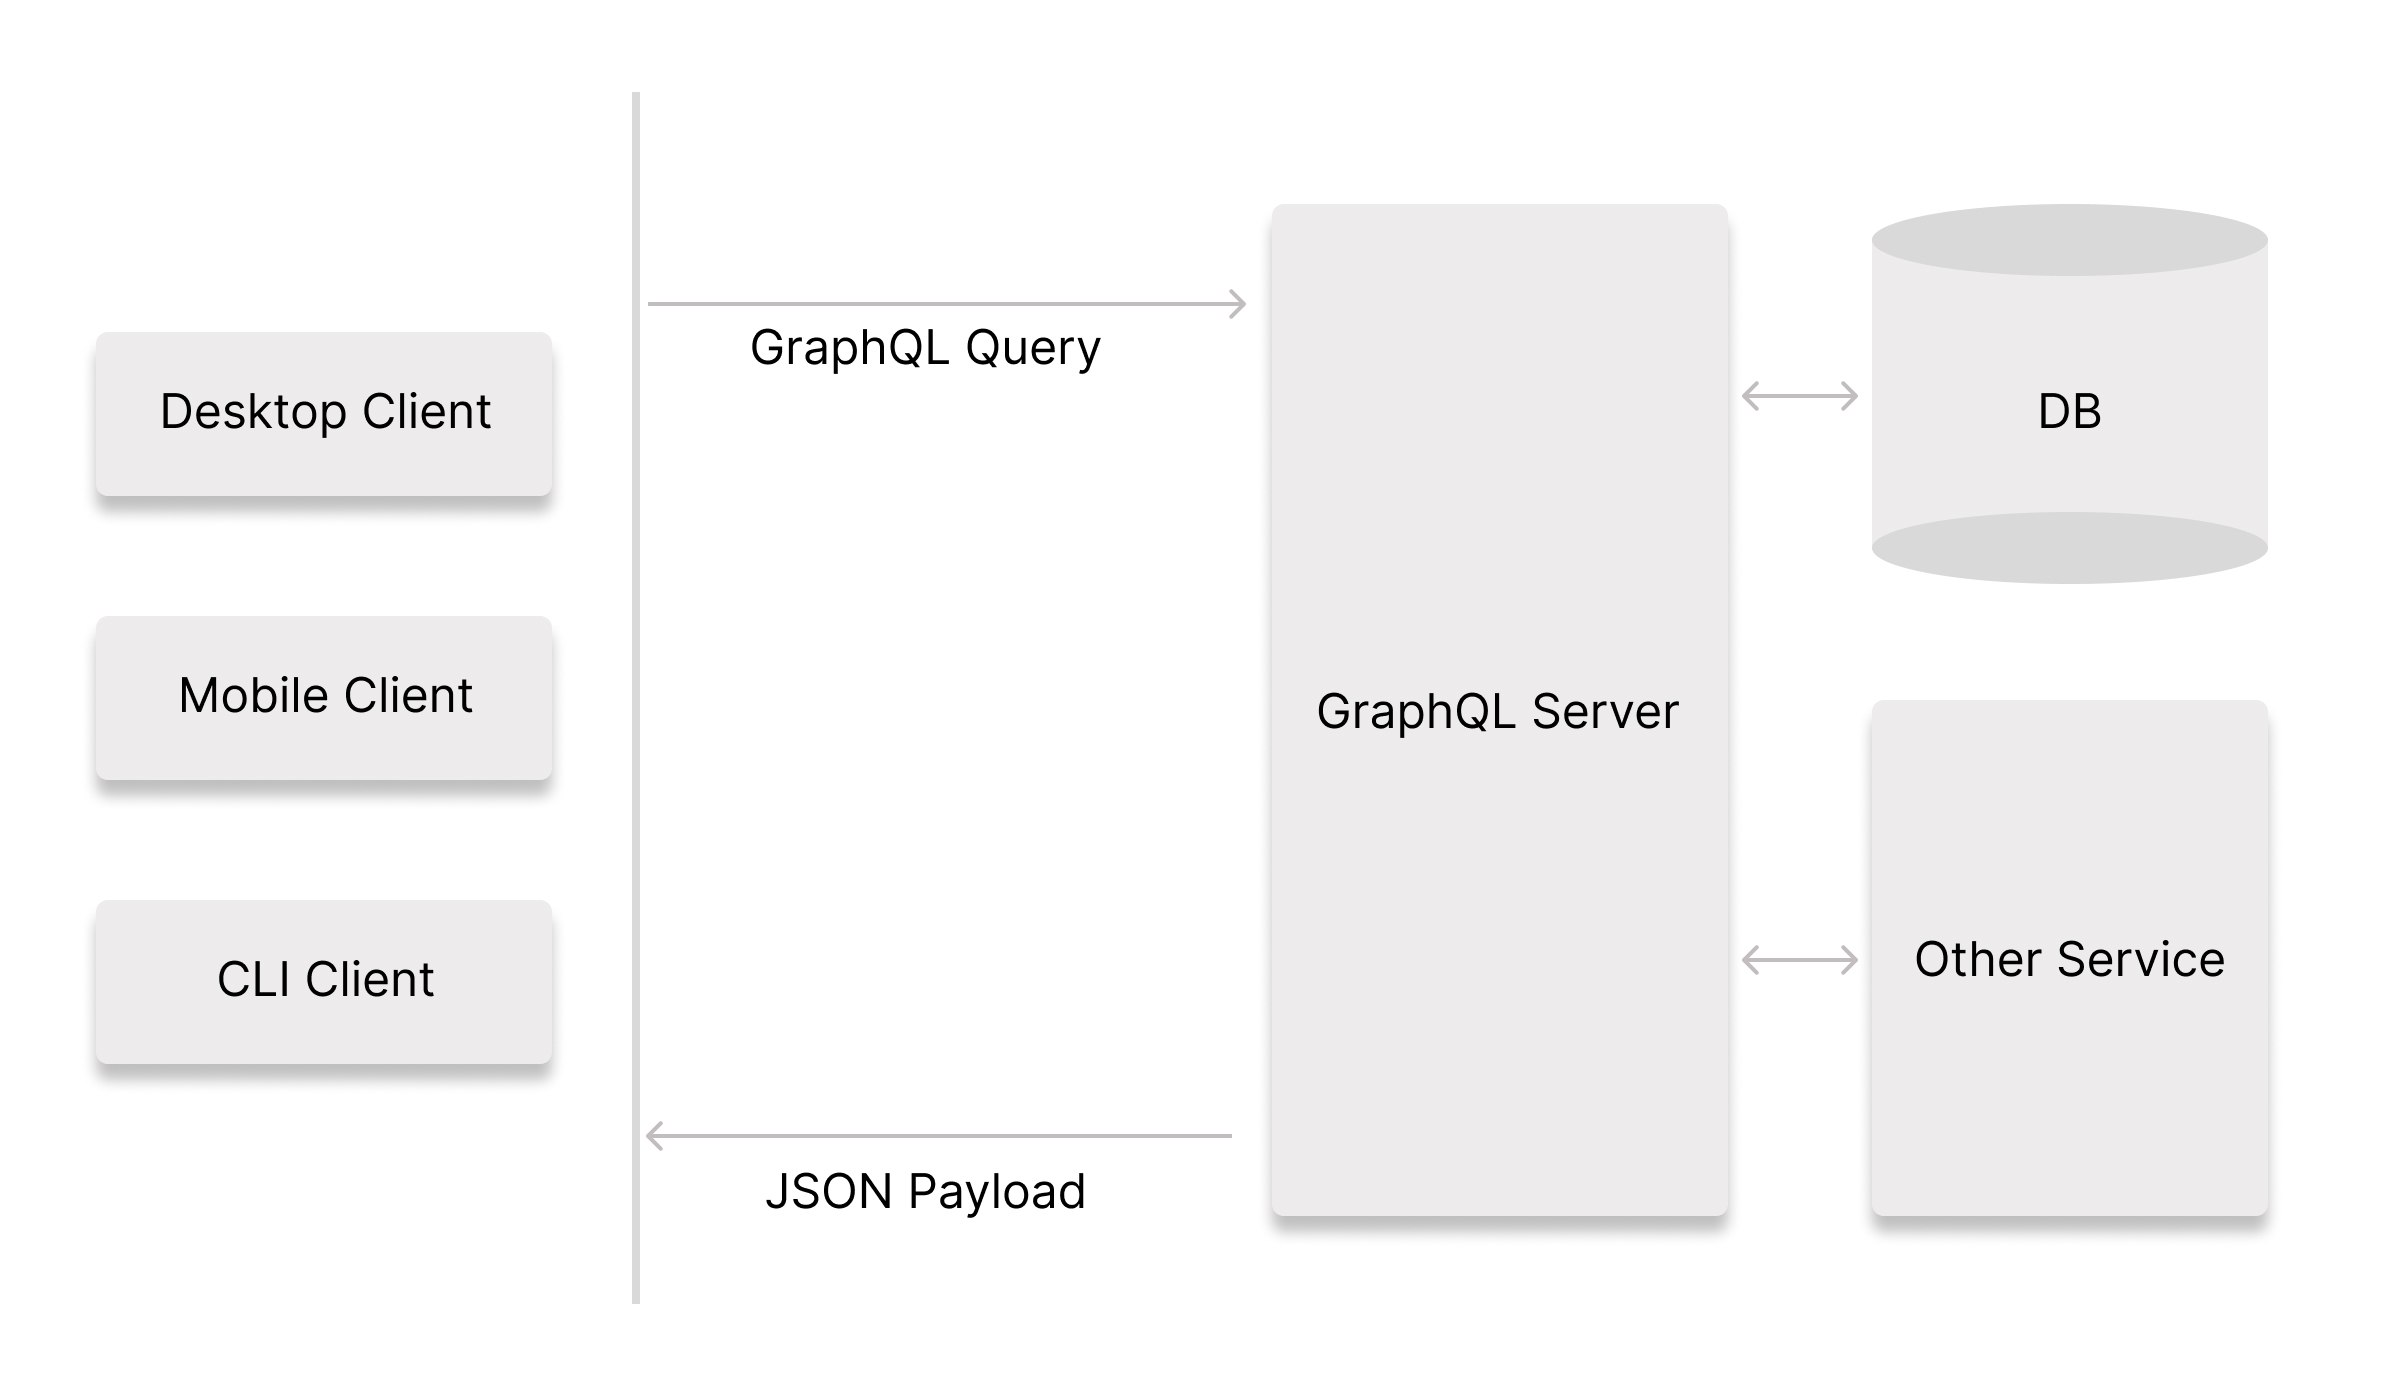 Desktop Client
Mobile Client
CLI Client
GraphQL Query
JSON Payload
GraphQL Server
DB
Other Service